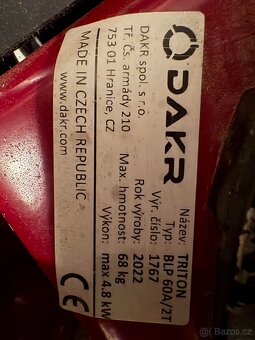 DAKR
DAKR spol. s r.o.
Tř. Čs. armády 210
753 01 Hranice, CZ
MADE IN CZECH REPUBLIC
www.dakr.com
Název: TRITON
Typ: BLP 60A/2T
Výr. číslo: 1767
Rok výroby: 2022
Max. hmotnost: 68 kg
Výkon: max 4.8 kW
CE
Sbazos.cz